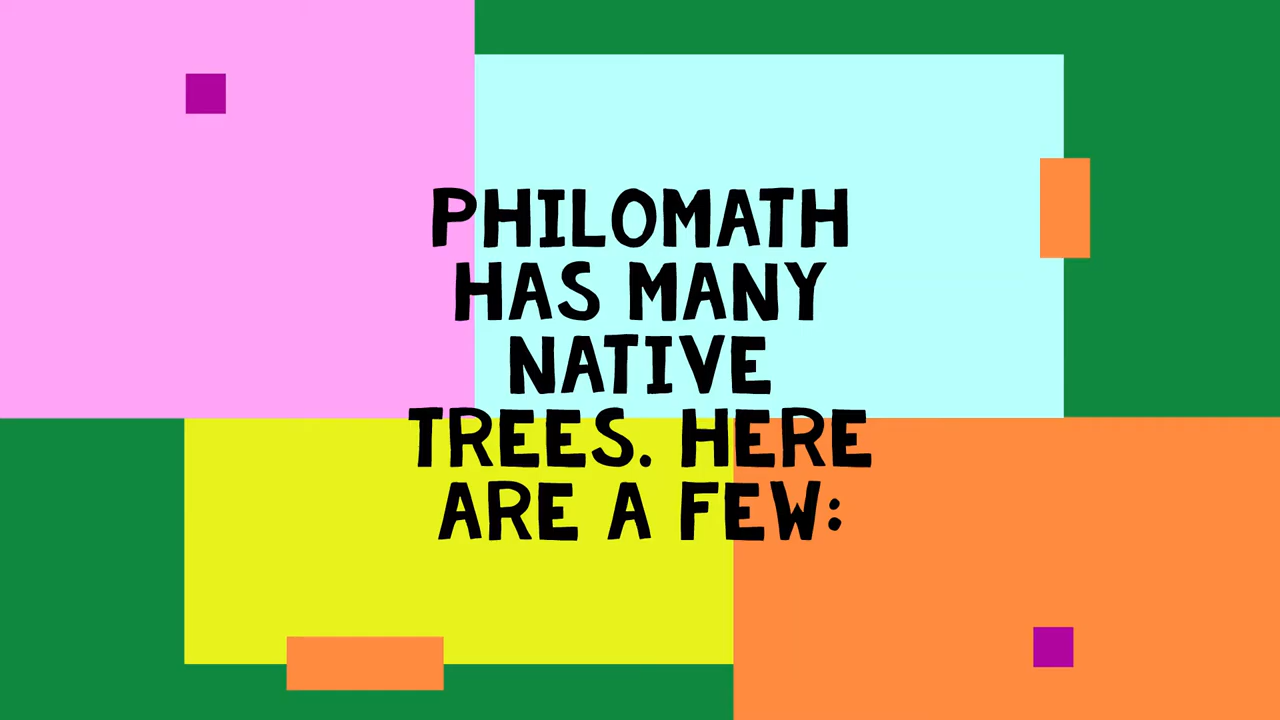 PHILOMATH
HAS MANY
NATIVE
TREES. HERE
ARE A FEW: